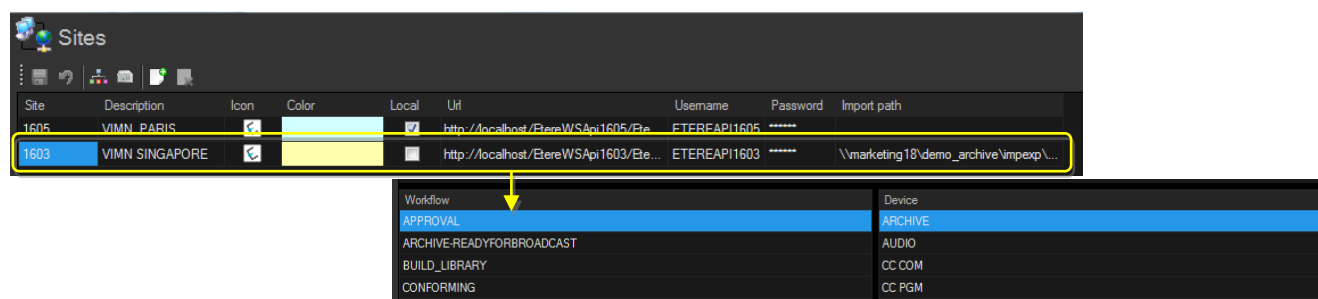 Sites
Site Description Icon Color Local Url Username Password Import path
1605 VIMN PARIS http://localhost/EtereWSApi1605/Ete... ETEREAPI1605 ******
1603 VIMN SINGAPORE http://localhost/EtereWSApi1603/Ete... ETEREAPI1603 ****** \\marketing18\demo_archive\impexp\...
Workflow Device
APPROVAL ARCHIVE
ARCHIVE-READYFORBROADCAST AUDIO
BUILD_LIBRARY CC COM
CONFORMING CC PGM